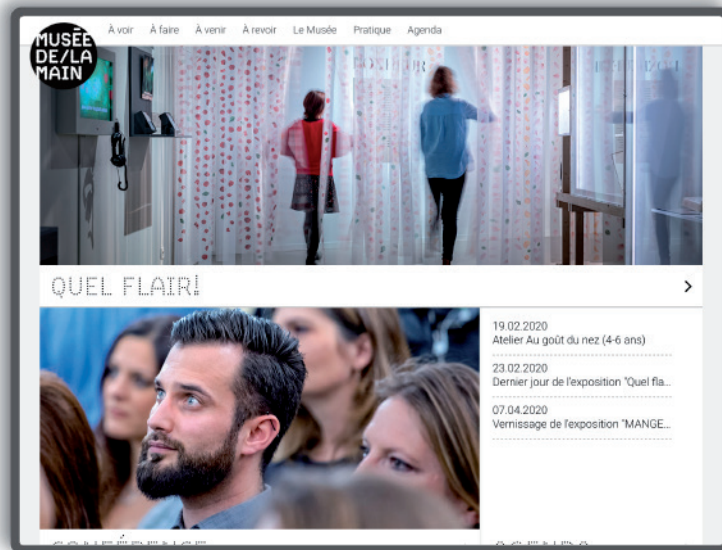 MUSÉE
DE/LA
MAIN
À voir À faire À venir À revoir Le Musée Pratique Agenda
QUEL FLAIR!
19.02.2020
Atelier Au goût du nez (4-6 ans)
23.02.2020
Dernier jour de l'exposition "Quel fla...
07.04.2020
Vernissage de l'exposition "MANGE...